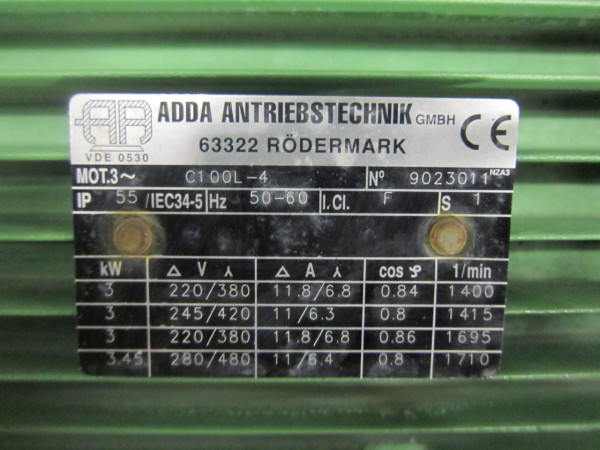 ADDA ANTRIEBSTECHNIK GMBH
63322 RÖDERMARK
VDE 0530
CE
MOT.3~ C100L-4 Nº 9023011 NZA3
IP 55 /IEC34-5 Hz 50-60 I.Cl. F S 1
kW Δ V ⅄ Δ A ⅄ cos φ 1/min
3 220/380 11.8/6.8 0.84 1400
3 245/420 11/6.3 0.8 1415
3 220/380 11.8/6.8 0.86 1695
3.45 280/480 11/6.4 0.8 1710